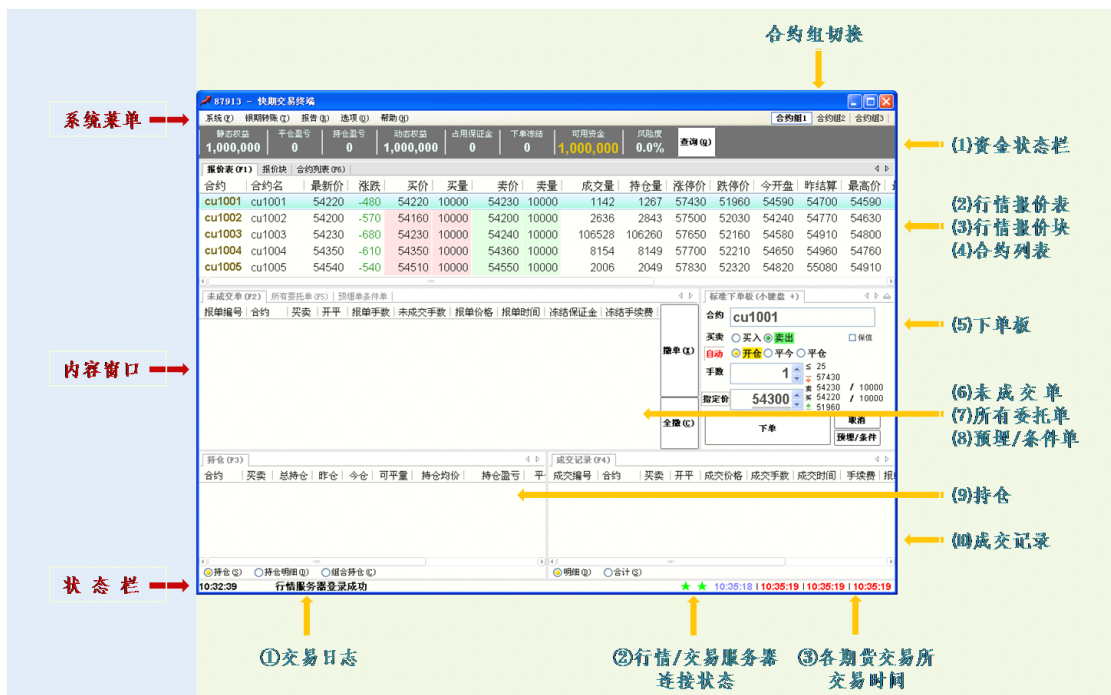 合约组切换
系统菜单
87913 - 快期交易终端
系统(F) 银期转账(T) 报告(R) 选项(O) 帮助(H) 合约组1 合约组2 合约组3
静态权益 平仓盈亏 持仓盈亏 动态权益 占用保证金 下单冻结 可用资金 风险度 查询(Q)
1,000,000 0 0 1,000,000 0 0 1,000,000 0.0%
(1)资金状态栏
报价表(F1) 报价块 合约列表(F6)
合约 合约名 最新价 涨跌 买价 买量 卖价 卖量 成交量 持仓量 涨停价 跌停价 今开盘 昨结算 最高价
cu1001 cu1001 54220 -480 54220 10000 54230 10000 1142 1267 57430 51960 54590 54700 54590
cu1002 cu1002 54200 -570 54160 10000 54200 10000 2636 2843 57500 52030 54240 54770 54630
cu1003 cu1003 54230 -680 54230 10000 54240 10000 106528 106260 57650 52160 54580 54910 54800
cu1004 cu1004 54350 -610 54350 10000 54360 10000 8154 8149 57700 52210 54650 54960 54760
cu1005 cu1005 54540 -540 54510 10000 54550 10000 2006 2049 57830 52320 54820 55080 54910
(2)行情报价表
(3)行情报价块
(4)合约列表
未成交单(F2) 所有委托单(F5) 预埋单条件单
报单编号 合约 买卖 开平 报单手数 未成交手数 报单价格 报单时间 冻结保证金 冻结手续费
撤单(X)
全撤(C)
标准下单板(小键盘 +)
合约 cu1001
买卖 买入 卖出 保值
自动 开仓 平今 平仓
手数 1 ≤ 25
57430
卖 54230 / 10000
指定价 54300 买 54220 / 10000
51960
下单 取消
预埋/条件
(5)下单板
内容窗口
(6)未成交单
(7)所有委托单
(8)预埋/条件单
持仓(F3)
合约 买卖 总持仓 昨仓 今仓 可平量 持仓均价 持仓盈亏 平
成交记录(F4)
成交编号 合约 买卖 开平 成交价格 成交手数 成交时间 手续费 报
(9)持仓
(10)成交记录
持仓(S) 持仓明细(D) 组合持仓(C)
明细(D) 合计(S)
状态栏
10:32:39 行情服务器登录成功 10:35:18 10:35:19 10:35:19 10:35:19
①交易日志
②行情/交易服务器
连接状态
③各期货交易所
交易时间